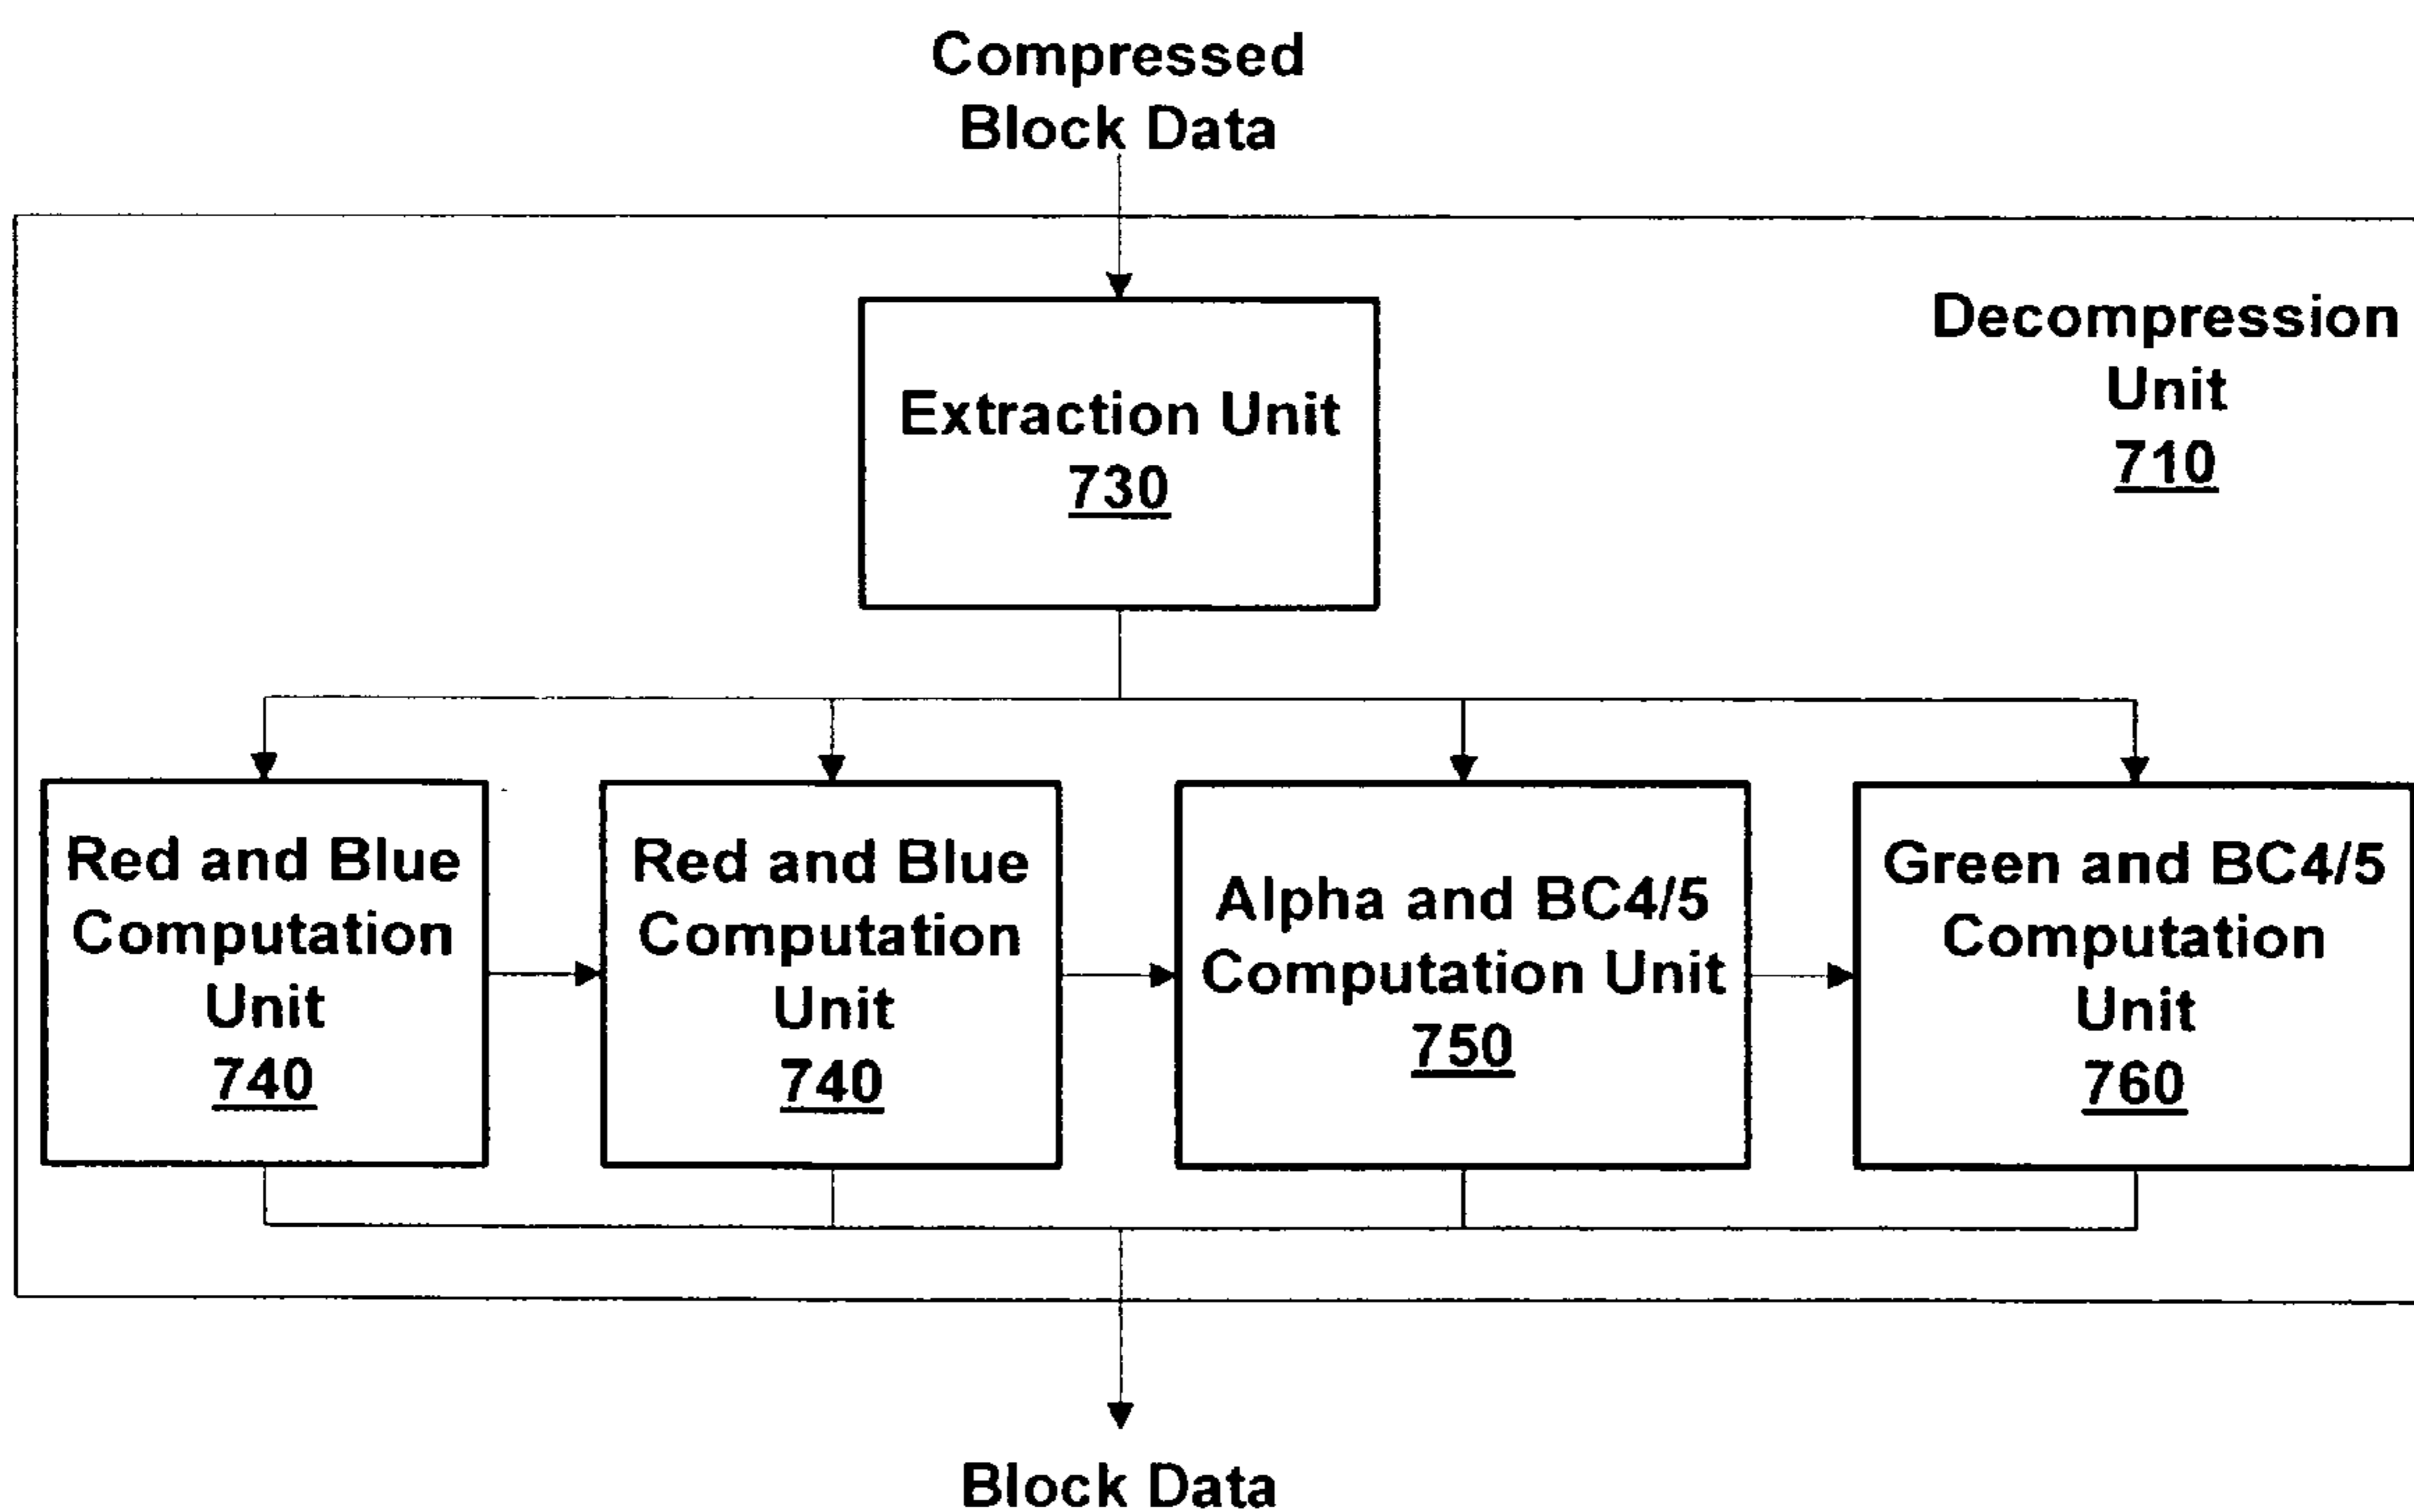 Compressed
Block Data
Decompression
Unit
710
Extraction Unit
730
Red and Blue
Computation
Unit
740
Red and Blue
Computation
Unit
740
Alpha and BC4/5
Computation Unit
750
Green and BC4/5
Computation
Unit
760
Block Data